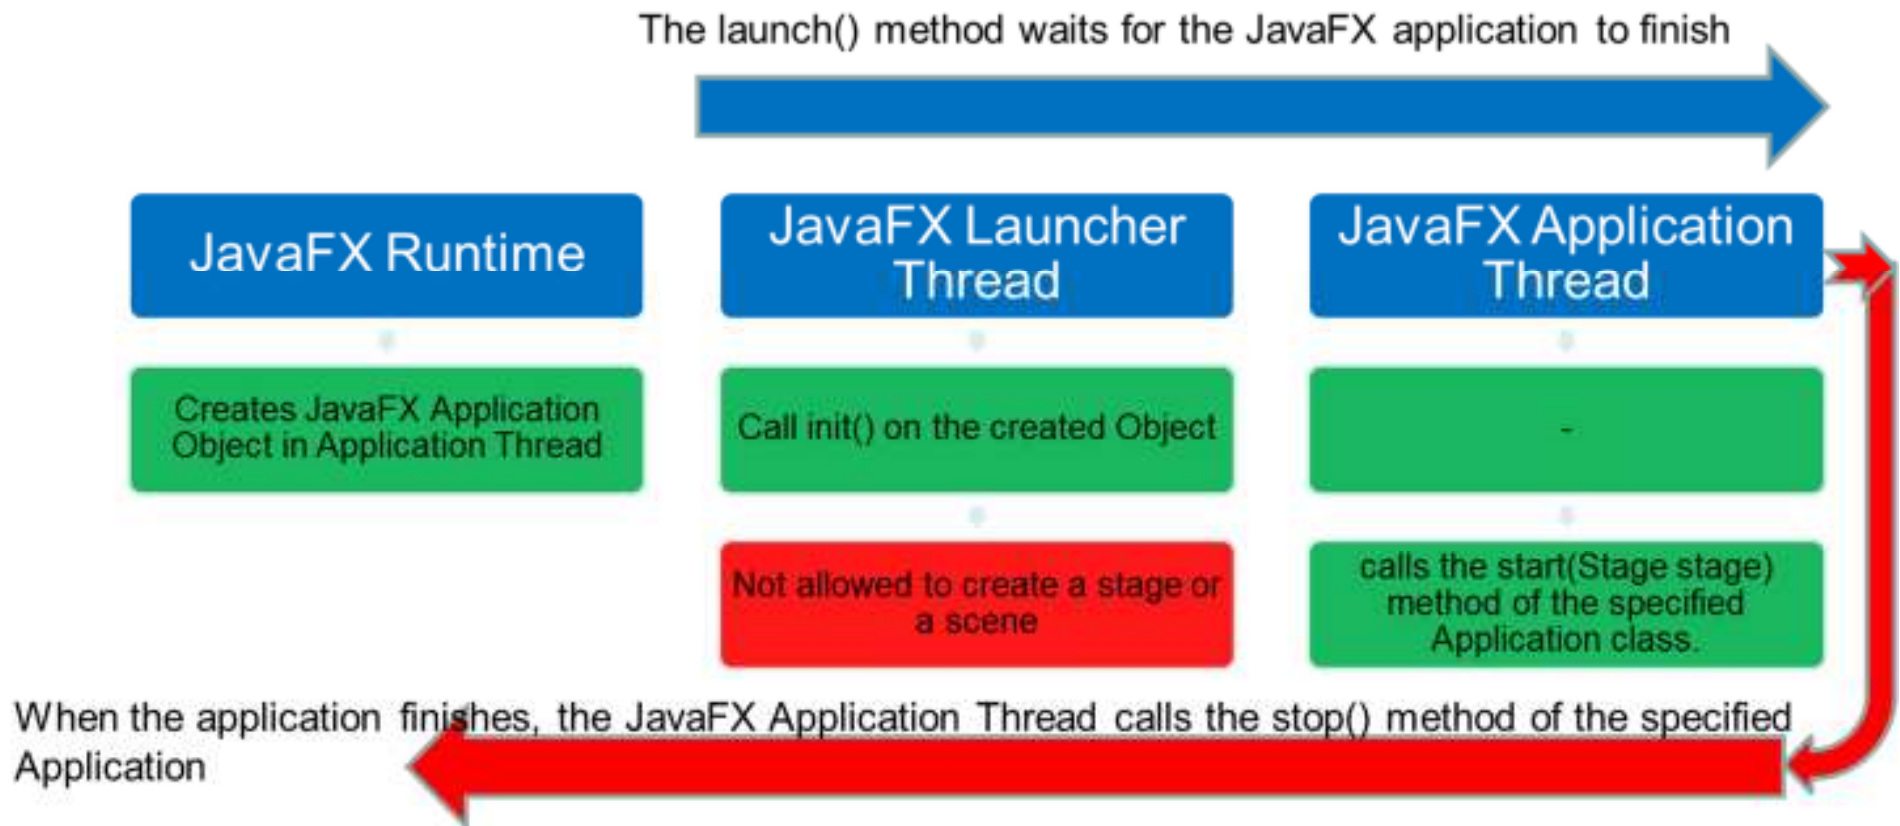 The launch() method waits for the JavaFX application to finish
JavaFX Runtime
JavaFX Launcher
Thread
JavaFX Application
Thread
Creates JavaFX Application
Object in Application Thread
Call init() on the created Object
-
Not allowed to create a stage or
a scene
calls the start(Stage stage)
method of the specified
Application class.
When the application finishes, the JavaFX Application Thread calls the stop() method of the specified
Application